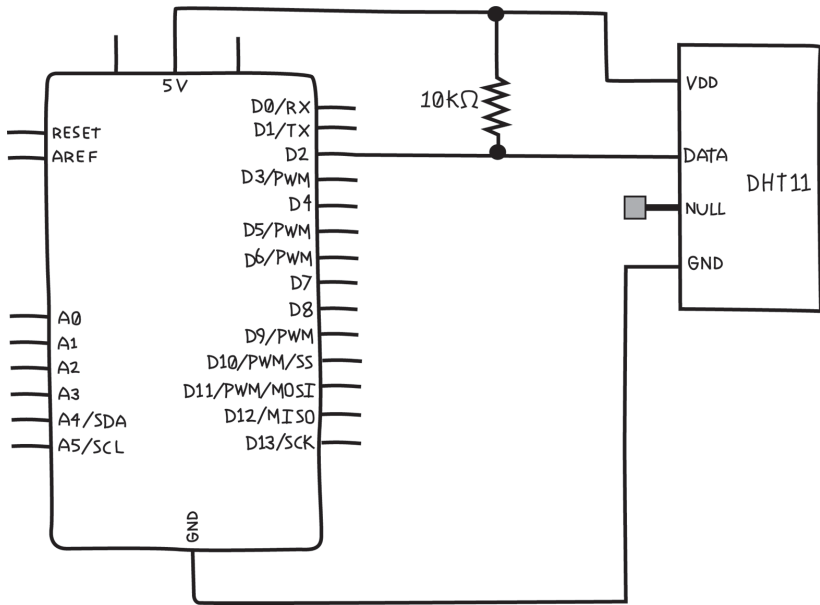 5V
RESET
AREF
A0
A1
A2
A3
A4/SDA
A5/SCL
D0/RX
D1/TX
D2
D3/PWM
D4
D5/PWM
D6/PWM
D7
D8
D9/PWM
D10/PWM/SS
D11/PWM/MOSI
D12/MISO
D13/SCK
GND
10kΩ
VDD
DATA
NULL
GND
DHT11